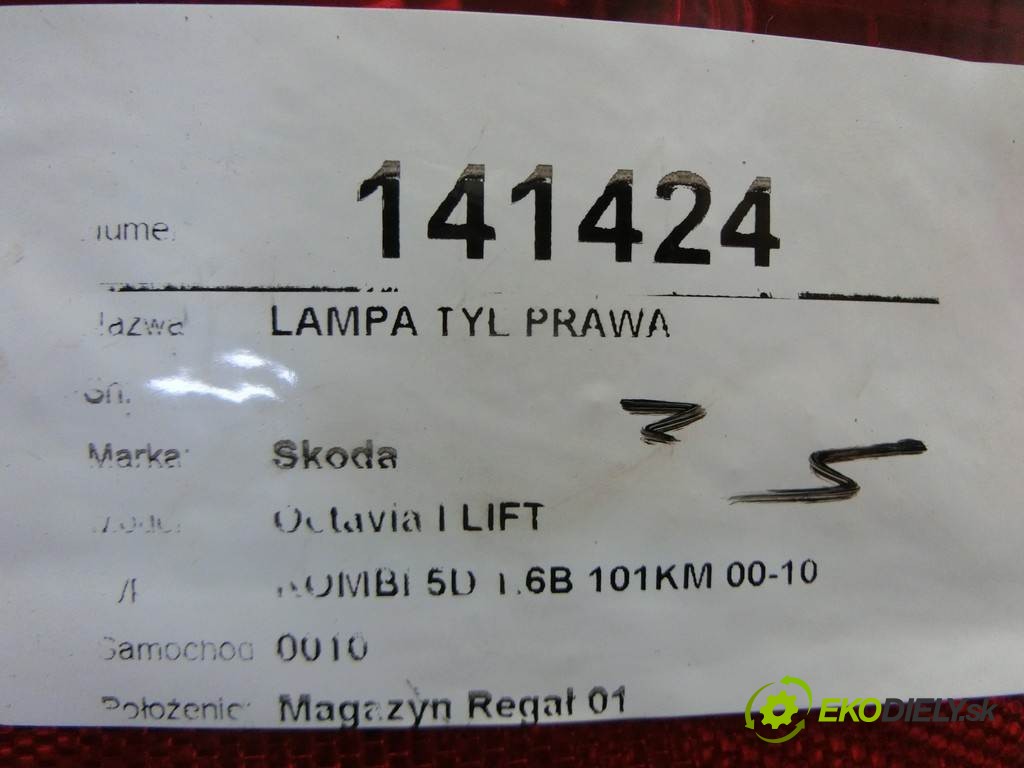 141424
LAMPA TYL PRAWA
Marka: Skoda
Octavia I LIFT
KOMBI 5D 1.6B 101KM 00-10
Samochod 0010
Położenie: Magazyn Regał 01
EKODIELY.sk